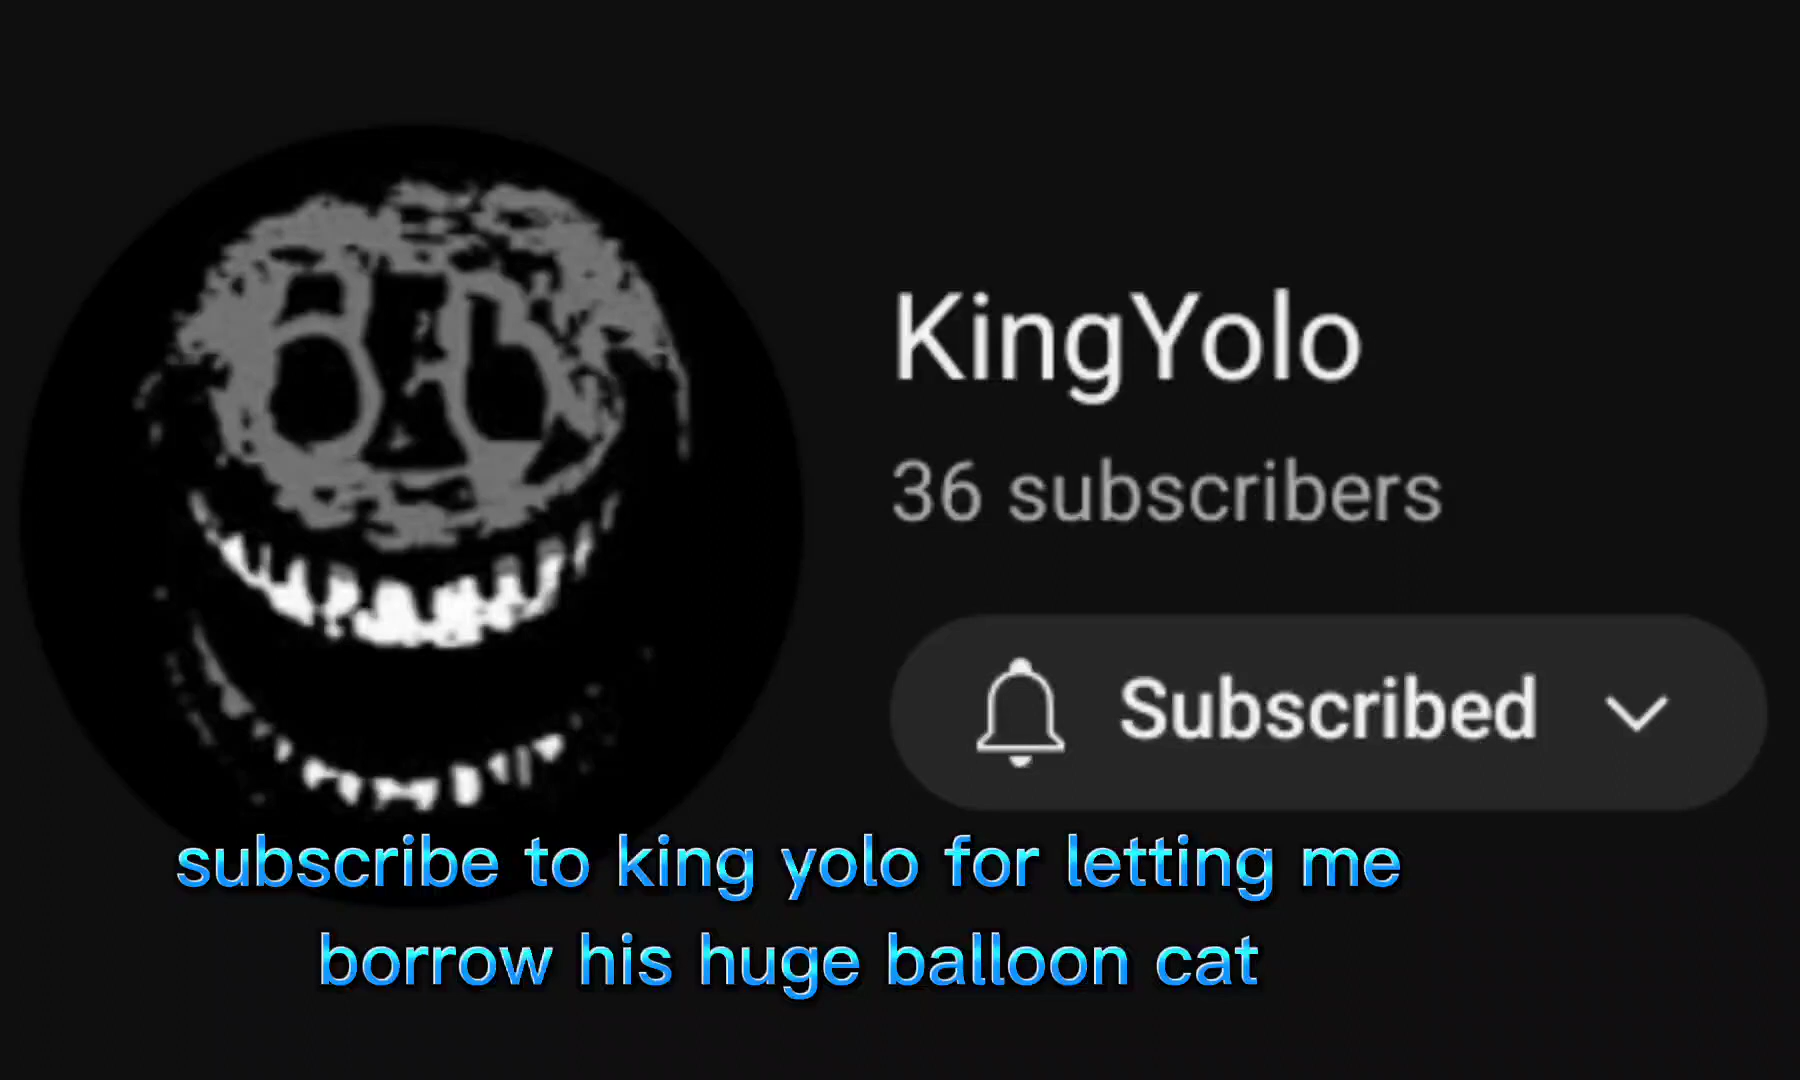 KingYolo
36 subscribers
Subscribed
subscribe to king yolo for letting me
borrow his huge balloon cat